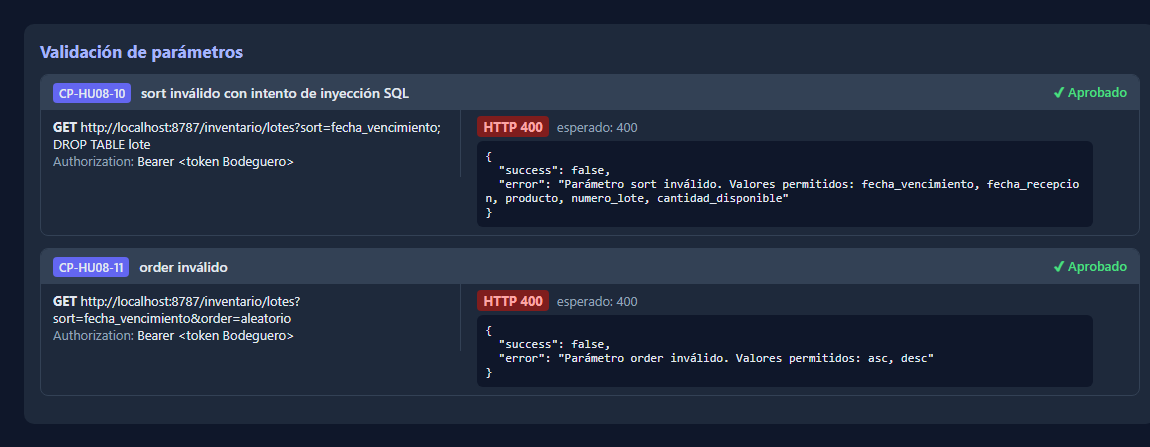 Validación de parámetros
CP-HU08-10 sort inválido con intento de inyección SQL ✔ Aprobado
GET http://localhost:8787/inventario/lotes?sort=fecha_vencimiento;
DROP TABLE lote
Authorization: Bearer <token Bodeguero>
HTTP 400 esperado: 400
{
  "success": false,
  "error": "Parámetro sort inválido. Valores permitidos: fecha_vencimiento, fecha_recepcio
n, producto, numero_lote, cantidad_disponible"
}
CP-HU08-11 order inválido ✔ Aprobado
GET http://localhost:8787/inventario/lotes?
sort=fecha_vencimiento&order=aleatorio
Authorization: Bearer <token Bodeguero>
HTTP 400 esperado: 400
{
  "success": false,
  "error": "Parámetro order inválido. Valores permitidos: asc, desc"
}